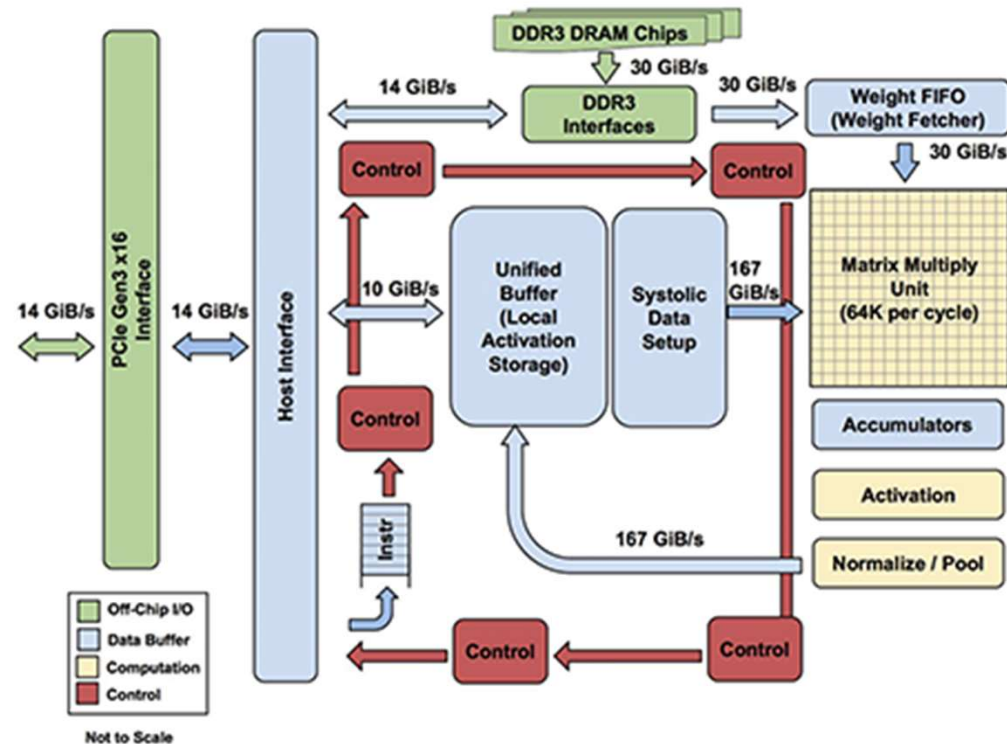 DDR3 DRAM Chips
30 GiB/s
14 GiB/s
DDR3
Interfaces
30 GiB/s
Weight FIFO
(Weight Fetcher)
30 GiB/s
Control
Control
PCIe Gen3 x16
Interface
14 GiB/s
14 GiB/s
Host Interface
10 GiB/s
Unified
Buffer
(Local
Activation
Storage)
Systolic
Data
Setup
167
GiB/s
Matrix Multiply
Unit
(64K per cycle)
Control
Accumulators
Activation
Instr
167 GiB/s
Normalize / Pool
Control
Control
Off-Chip I/O
Data Buffer
Computation
Control
Not to Scale